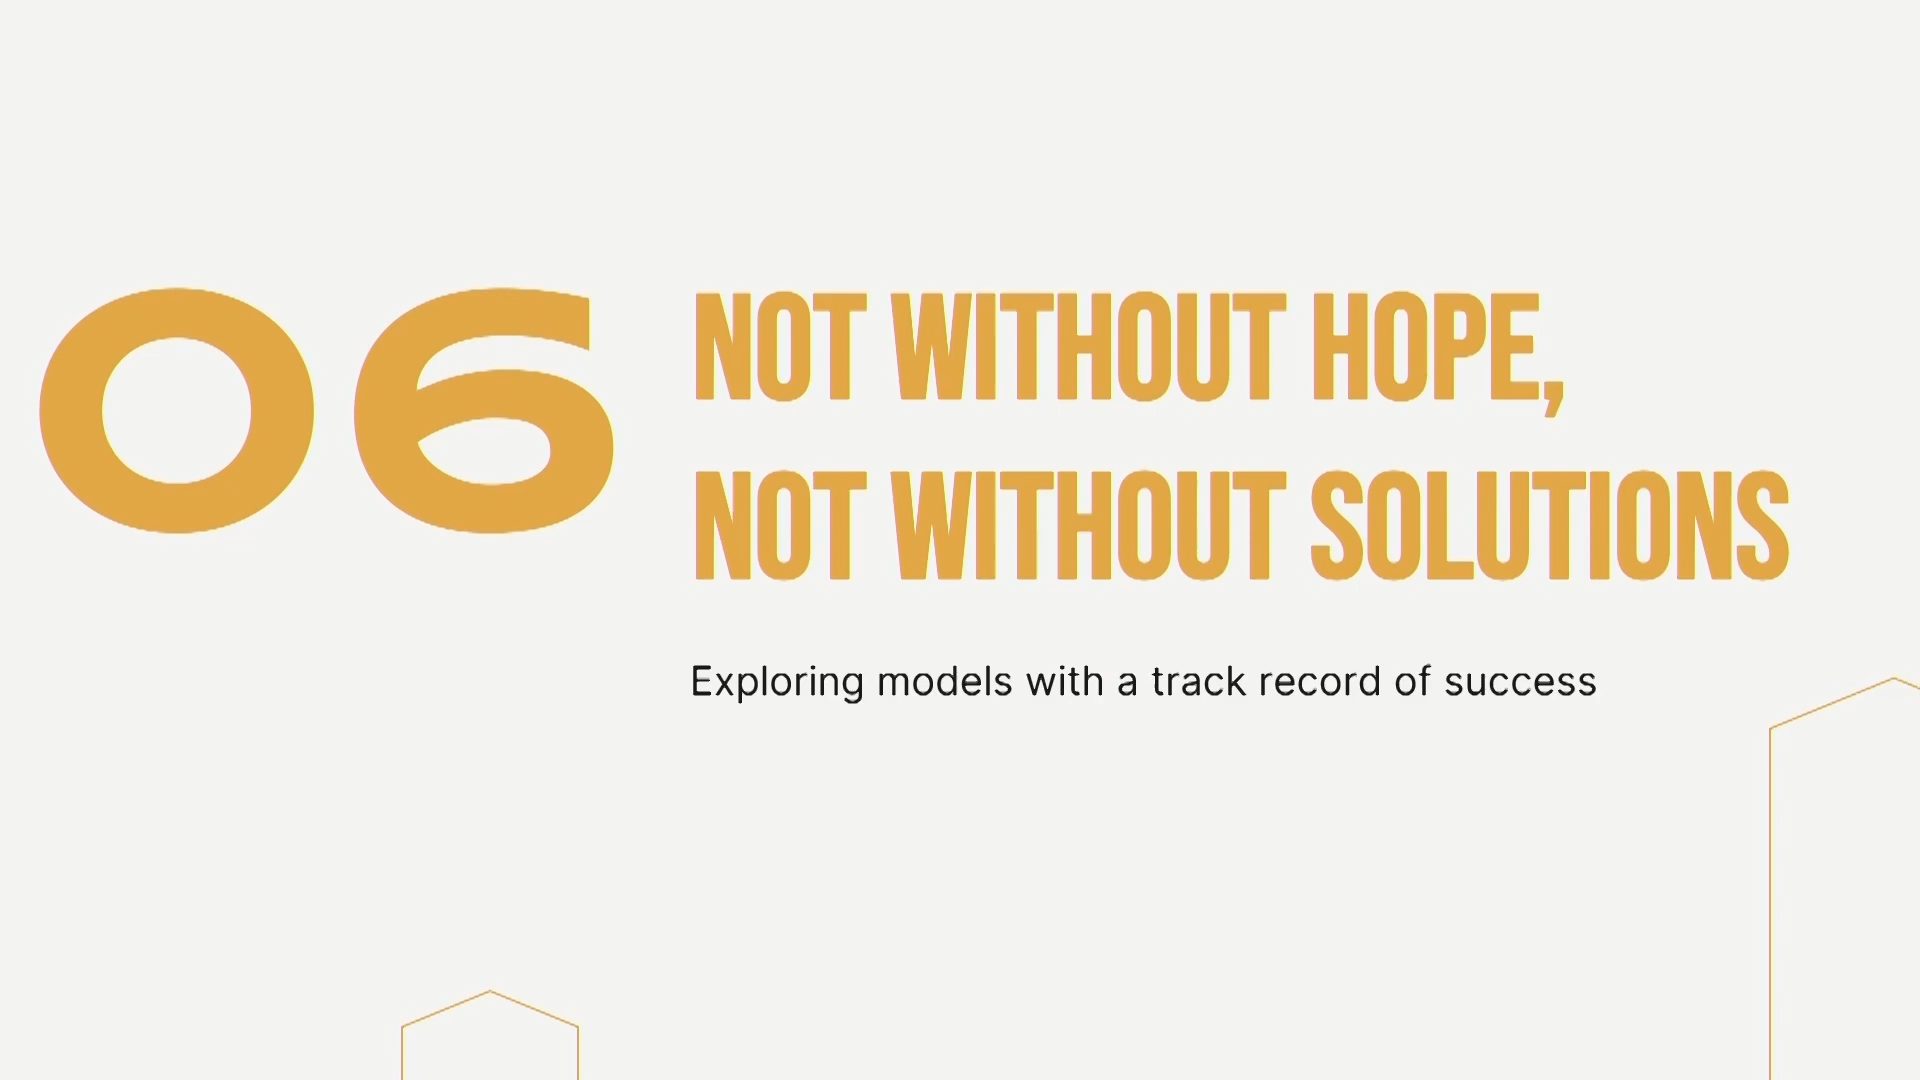 06
NOT WITHOUT HOPE,
NOT WITHOUT SOLUTIONS
Exploring models with a track record of success